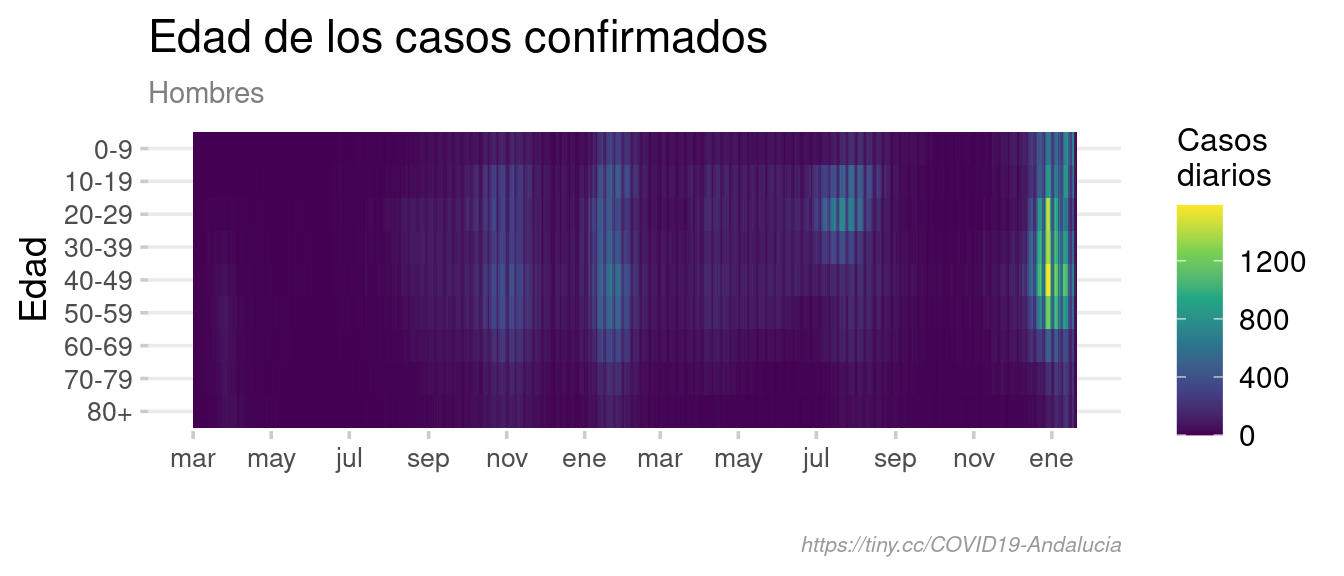 Edad de los casos confirmados
Hombres
Edad
0-9
10-19
20-29
30-39
40-49
50-59
60-69
70-79
80+
mar may jul sep nov ene mar may jul sep nov ene
Casos
diarios
1200
800
400
0
https://tiny.cc/COVID19-Andalucia